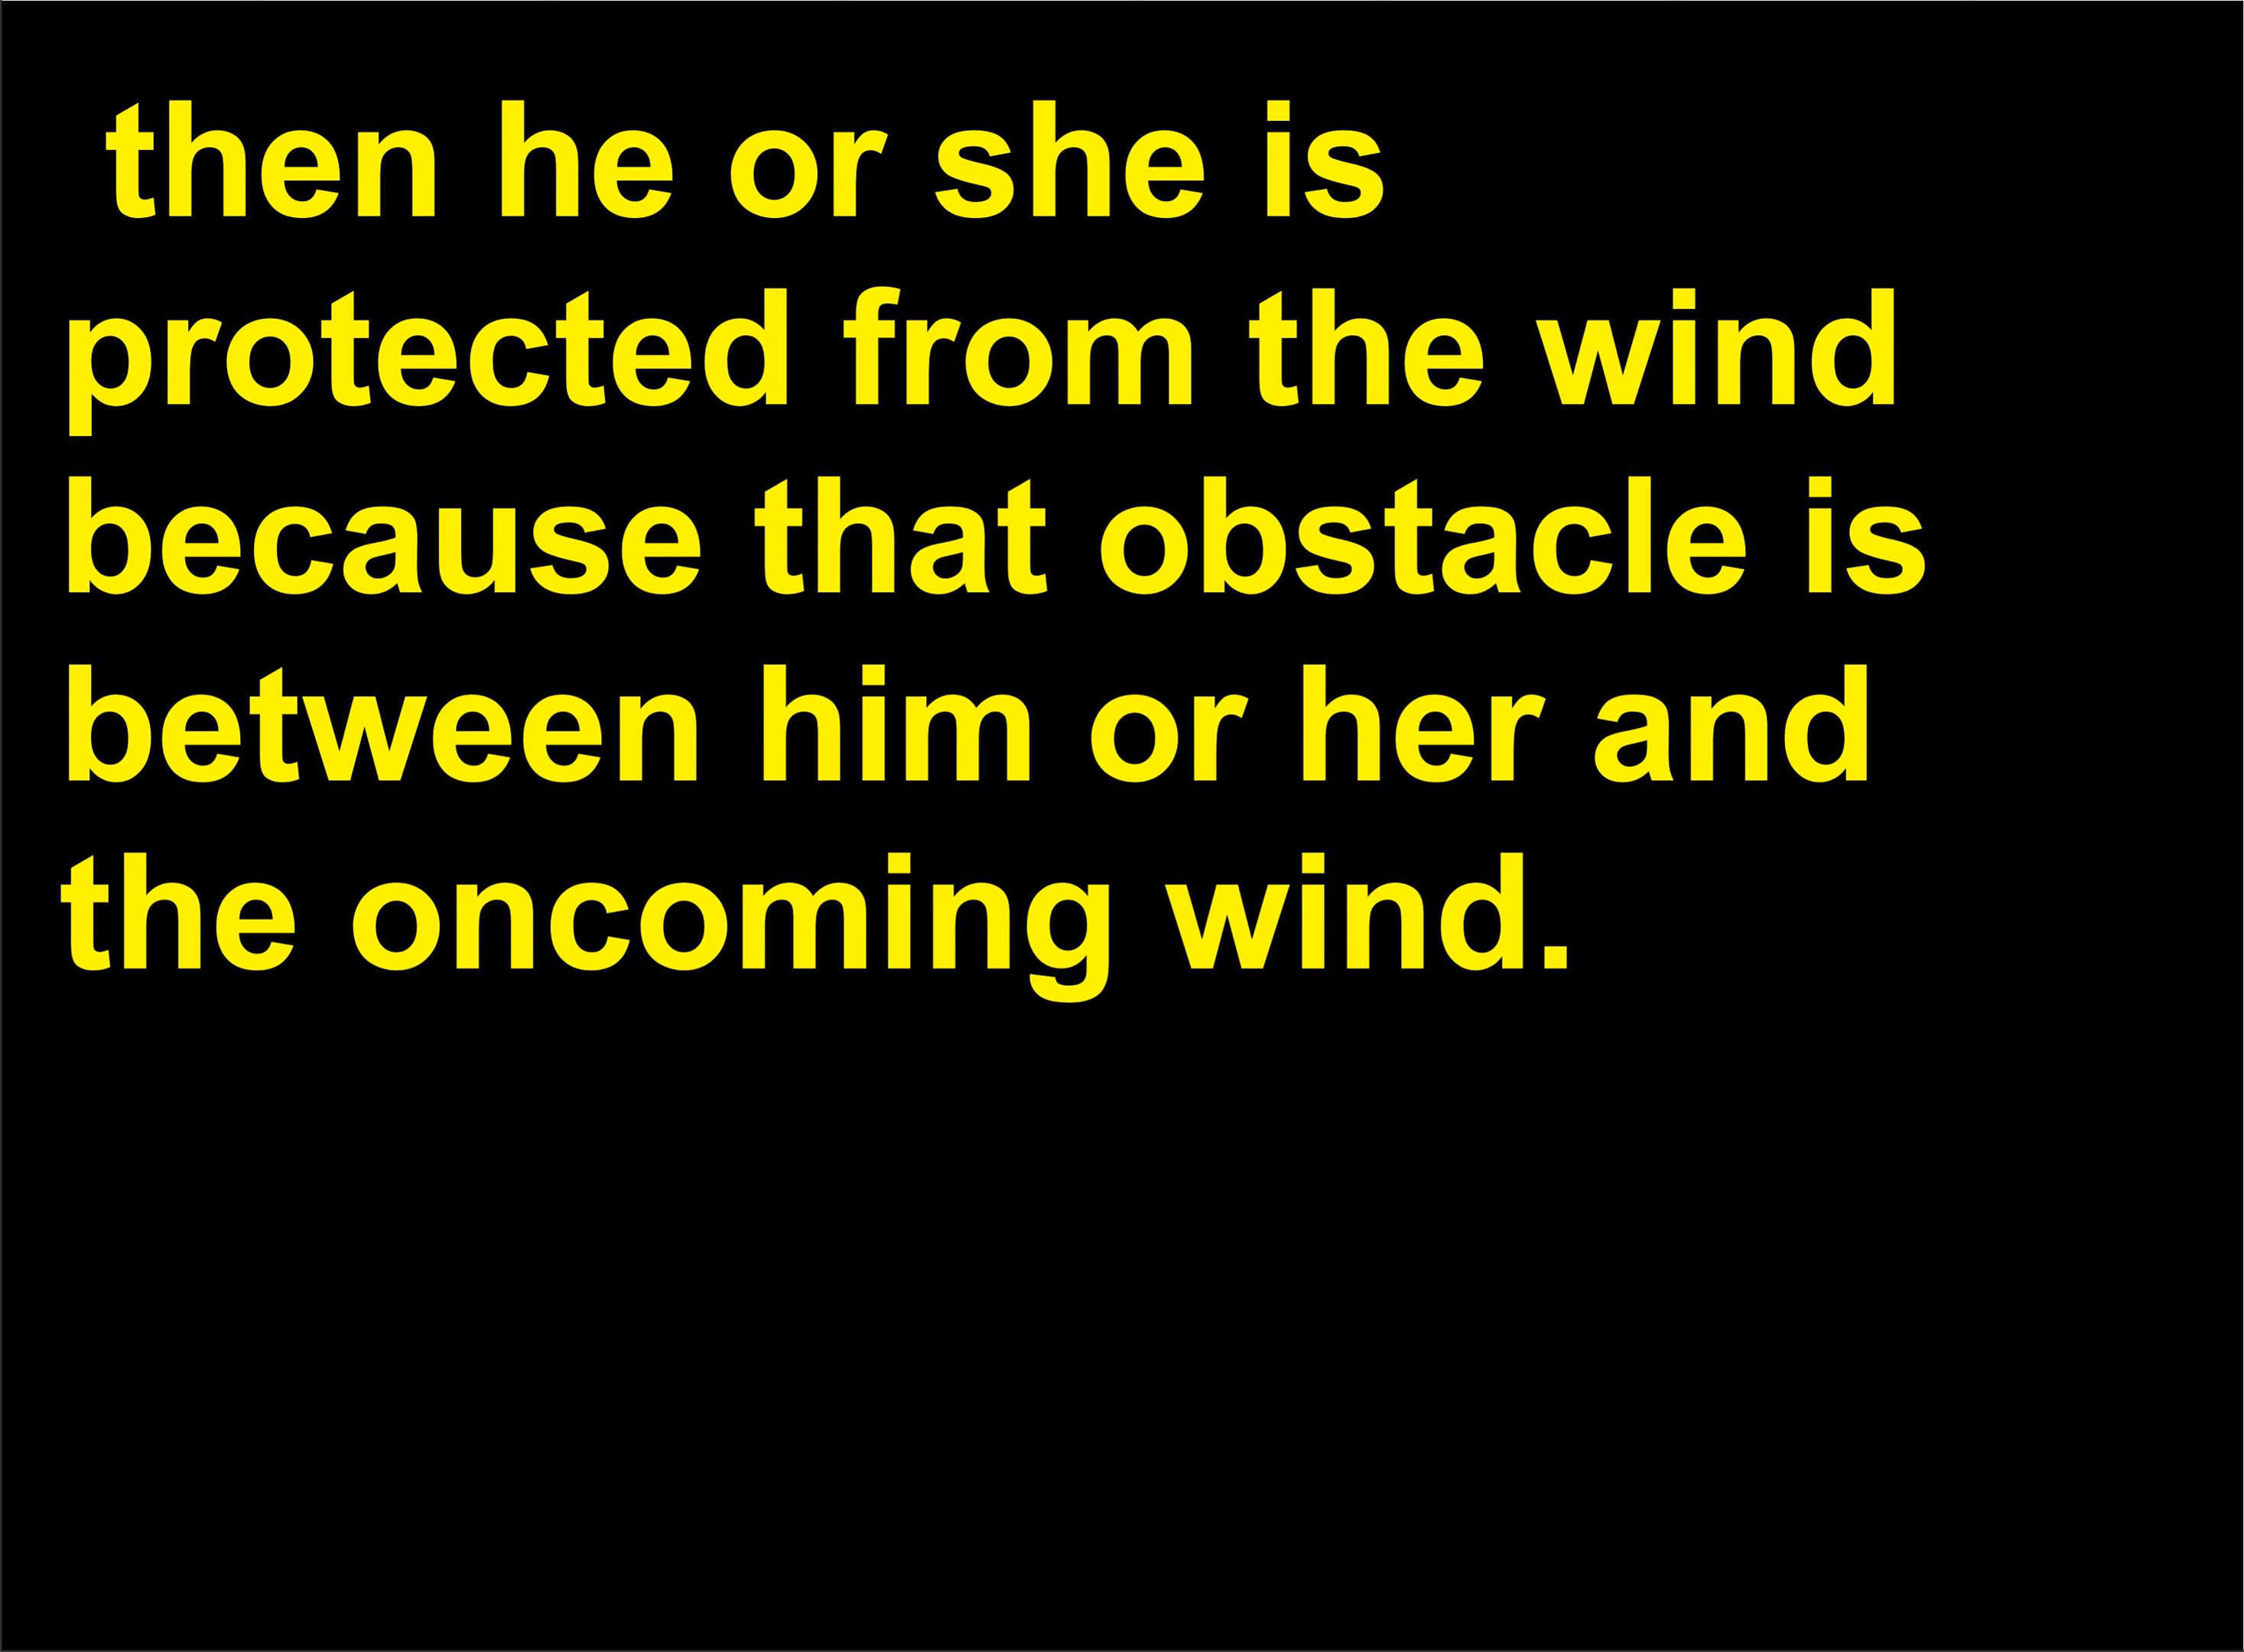 then he or she is
protected from the wind
because that obstacle is
between him or her and
the oncoming wind.